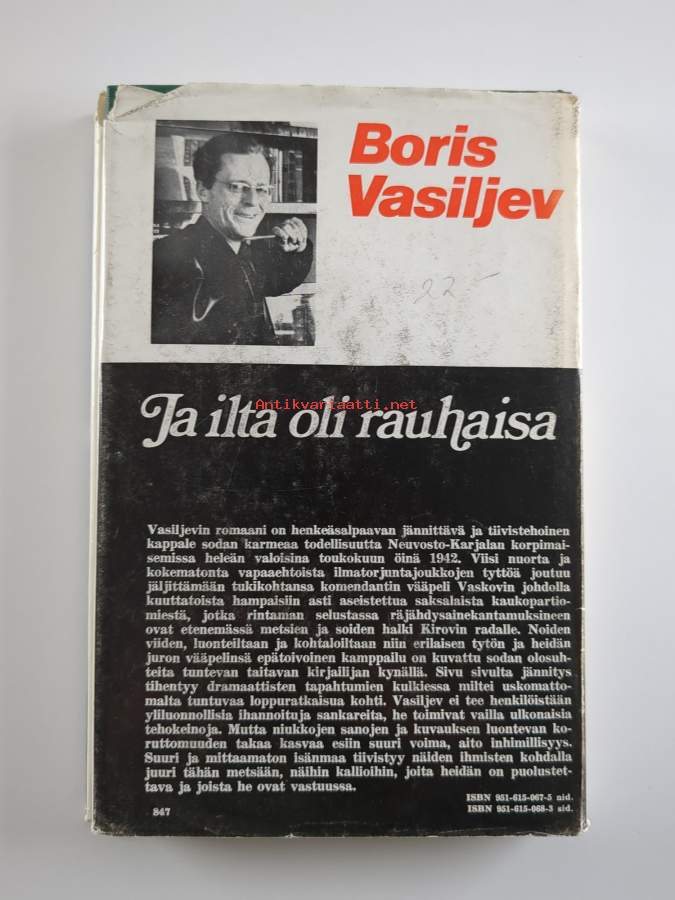 Boris
Vasiljev
22-
Antikvariaatti.net
Ja ilta oli rauhaisa
Vasiljevin romaani on henkeäsalpaavan jännittävä ja tiivistehoinen
kappale sodan karmeaa todellisuutta Neuvosto-Karjalan korpimai-
semissa heleän valoisina toukokuun öinä 1942. Viisi nuorta ja
kokematonta vapaaehtoista ilmatorjuntajoukkojen tyttöä joutuu
jäljittämään tukikohtansa komendantin vääpeli Vaskovin johdolla
kuuttatoista hampaisiin asti aseistettua saksalaista kaukopartio-
miestä, jotka rintaman selustassa räjähdysainekantamuksineen
ovat etenemässä metsien ja soiden halki Kirovin radalle. Noiden
viiden, luonteiltaan ja kohtaloiltaan niin erilaisen tytön ja heidän
juron vääpelinsä epätoivoinen kamppailu on kuvattu sodan olosuh-
teita tuntevan taitavan kirjailijan kynällä. Sivu sivulta jännitys
tihentyy dramaattisten tapahtumien kulkiessa miltei uskomatto-
malta tuntuvaa loppuratkaisua kohti. Vasiljev ei tee henkilöistään
yliluonnollisia ihannoituja sankareita, he toimivat vailla ulkonaisia
tehokeinoja. Mutta niukkojen sanojen ja kuvauksen luontevan ko-
ruttomuuden takaa kasvaa esiin suuri voima, aito inhimillisyys.
Suuri ja mittaamaton isänmaa tiivistyy näiden ihmisten kohdalla
juuri tähän metsään, näihin kallioihin, joita heidän on puolustet-
tava ja joista he ovat vastuussa.
ISBN 951-615-067-5 nid.
847 ISBN 951-615-068-3 sid.